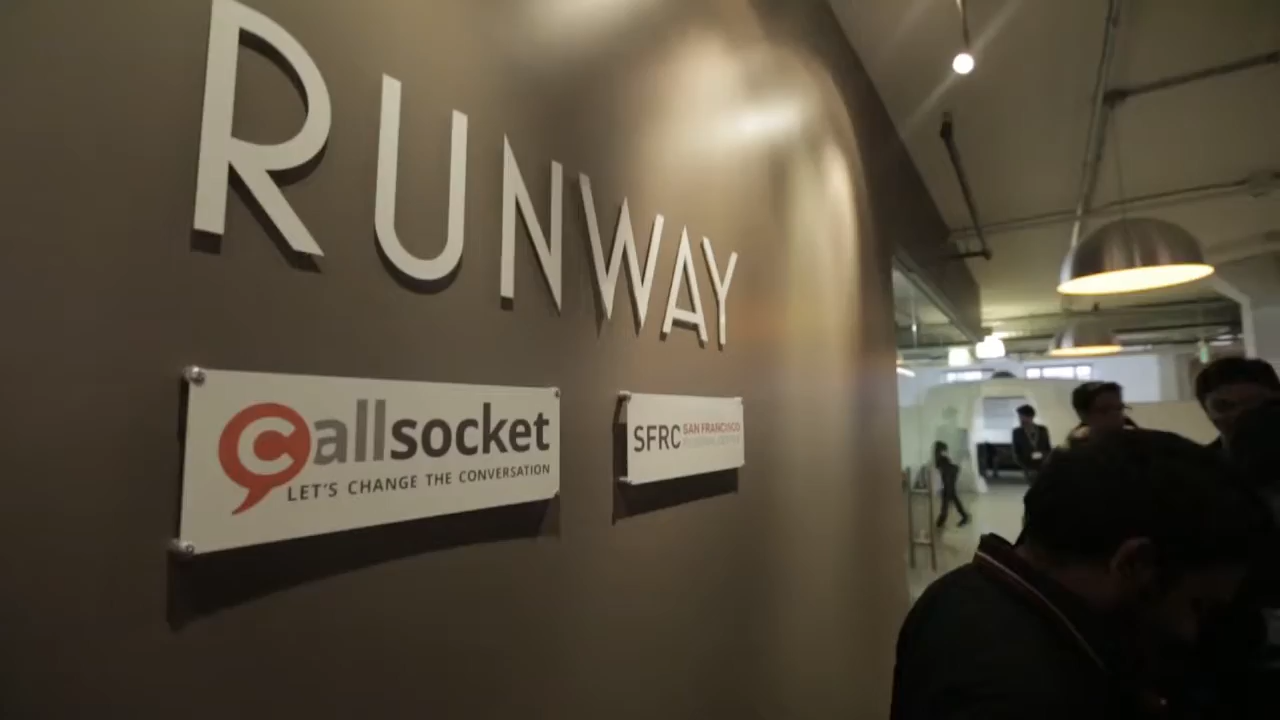 RUNWAY
callsocket
LET'S CHANGE THE CONVERSATION
SFRC SAN FRANCISCO